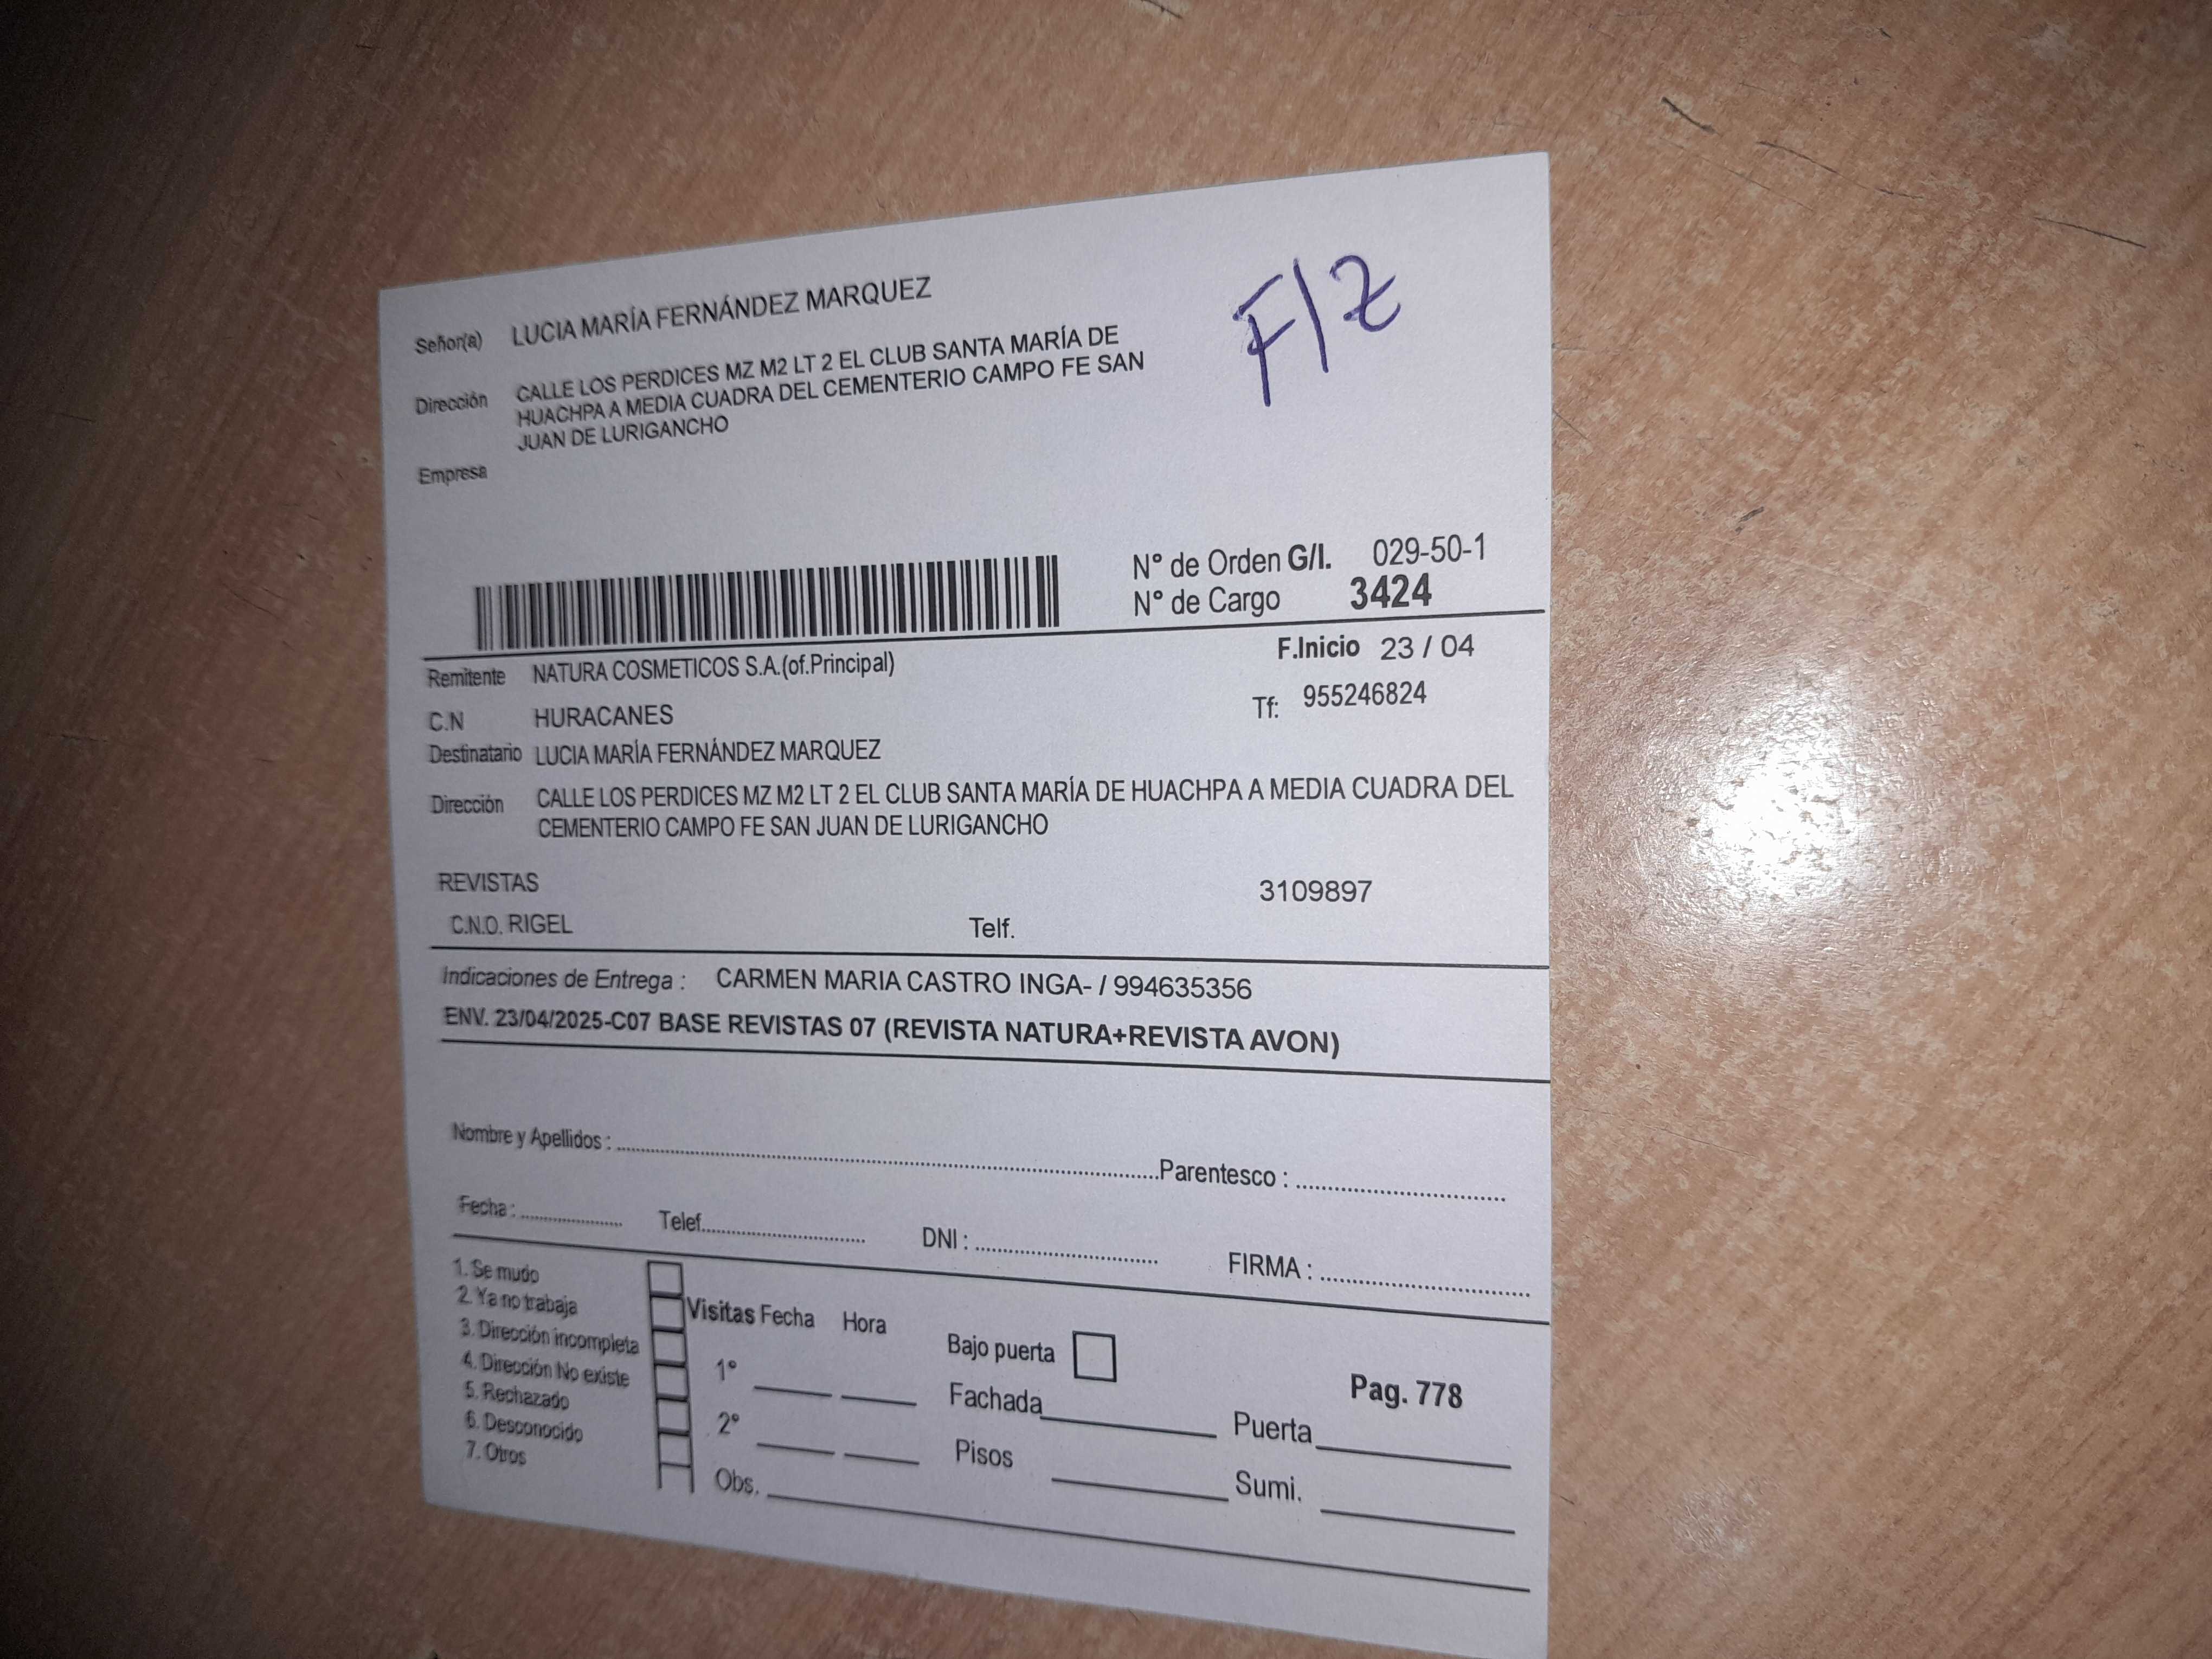 F/Z
Señor(a) LUCIA MARÍA FERNÁNDEZ MARQUEZ
Dirección CALLE LOS PERDICES MZ M2 LT 2 EL CLUB SANTA MARÍA DE
HUACHPA A MEDIA CUADRA DEL CEMENTERIO CAMPO FE SAN
JUAN DE LURIGANCHO
Empresa
N° de Orden G/I. 029-50-1
N° de Cargo 3424
Remitente NATURA COSMETICOS S.A.(of.Principal) F.Inicio 23 / 04
C.N HURACANES Tf: 955246824
Destinatario LUCIA MARÍA FERNÁNDEZ MARQUEZ
Dirección CALLE LOS PERDICES MZ M2 LT 2 EL CLUB SANTA MARÍA DE HUACHPA A MEDIA CUADRA DEL
CEMENTERIO CAMPO FE SAN JUAN DE LURIGANCHO
REVISTAS 3109897
C.N.O. RIGEL Telf.
Indicaciones de Entrega : CARMEN MARIA CASTRO INGA- / 994635356
ENV. 23/04/2025-C07 BASE REVISTAS 07 (REVISTA NATURA+REVISTA AVON)
Nombre y Apellidos : Parentesco :
Fecha : Telef. DNI : FIRMA :
1. Se mudo
2. Ya no trabaja
3. Dirección incompleta
4. Dirección No existe
5. Rechazado
6. Desconocido
7. Otros
Visitas Fecha Hora
1°
2°
Obs.
Bajo puerta
Fachada
Pisos
Pag. 778
Puerta
Sumi.